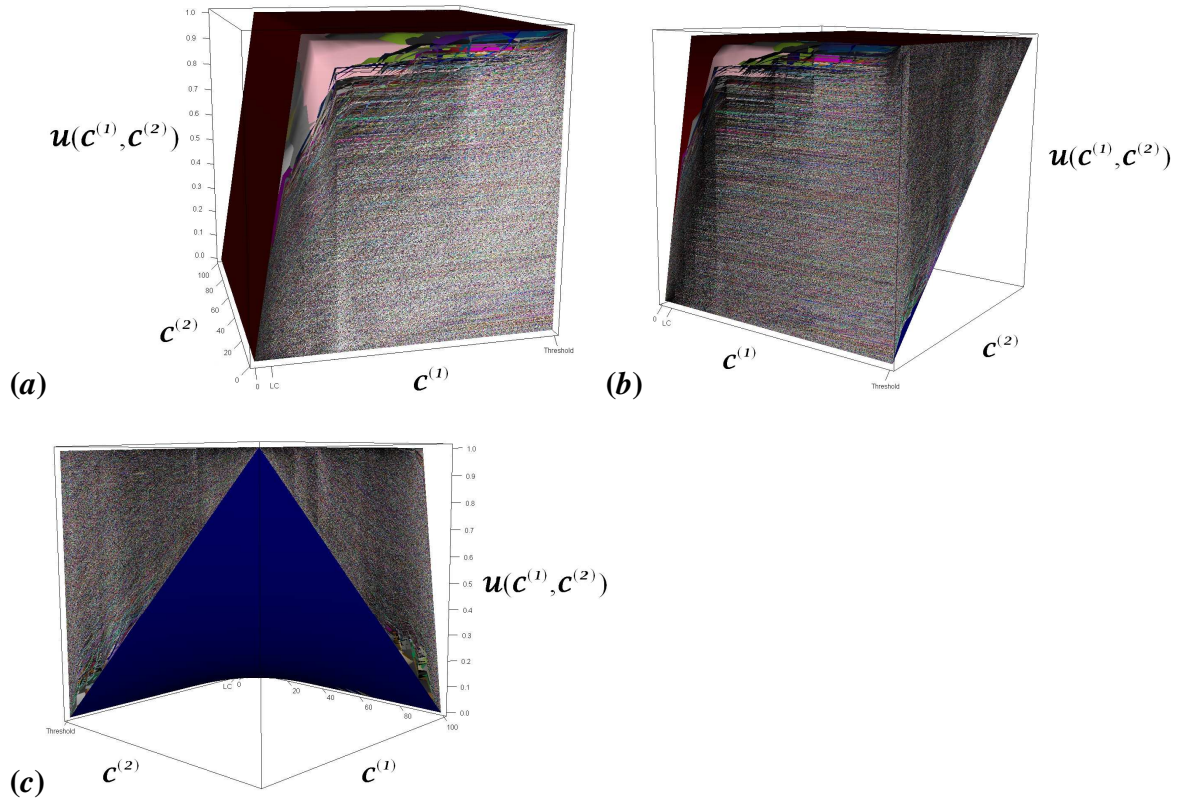 1.0
0.9
0.8
0.7
0.6
0.5
0.4
0.3
0.2
0.1
0.0
u(c(1),c(2))
100
80
60
40
20
0
c(2)
0
LC
Threshold
c(1)
(a)
u(c(1),c(2))
0
LC
Threshold
c(1)
c(2)
(b)
1.0
0.9
0.8
0.7
0.6
0.5
0.4
0.3
0.2
0.1
0.0
u(c(1),c(2))
Threshold
LC
0
20
40
60
80
100
c(2)
c(1)
(c)